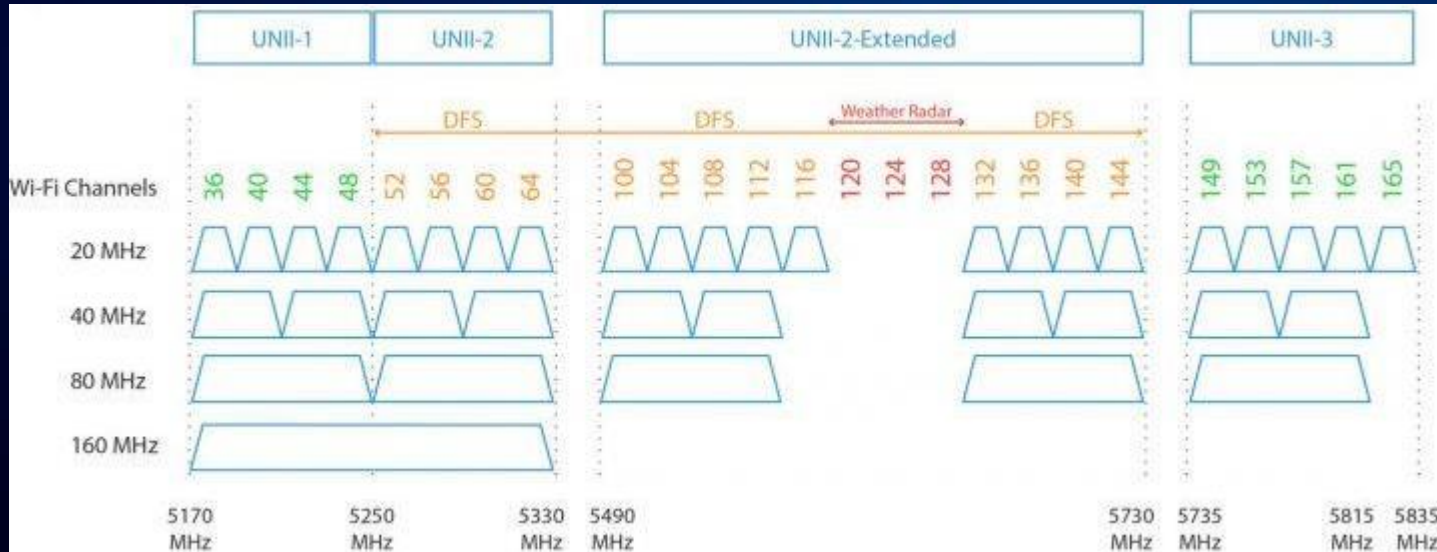 UNII-1 UNII-2 UNII-2-Extended UNII-3
Weather Radar
DFS DFS DFS
Wi-Fi Channels 36 40 44 48 52 56 60 64 100 104 108 112 116 120 124 128 132 136 140 144 149 153 157 161 165
20 MHz
40 MHz
80 MHz
160 MHz
5170 5250 5330 5490 5730 5735 5815 5835
MHz MHz MHz MHz MHz MHz MHz MHz